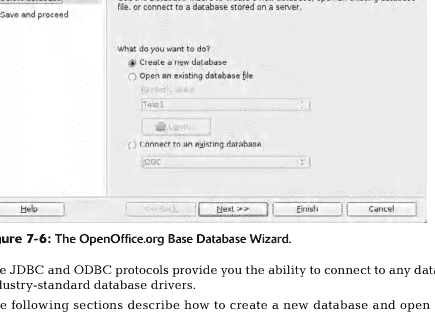 file, or connect to a database stored on a server.
Save and proceed
What do you want to do?
Create a new database
Open an existing database file
Recently used
Test1
Open...
Connect to an existing database
JDBC
Help
<< Back
Next >>
Finish
Cancel
gure 7-6: The OpenOffice.org Base Database Wizard.
e JDBC and ODBC protocols provide you the ability to connect to any data
dustry-standard database drivers.
e following sections describe how to create a new database and open